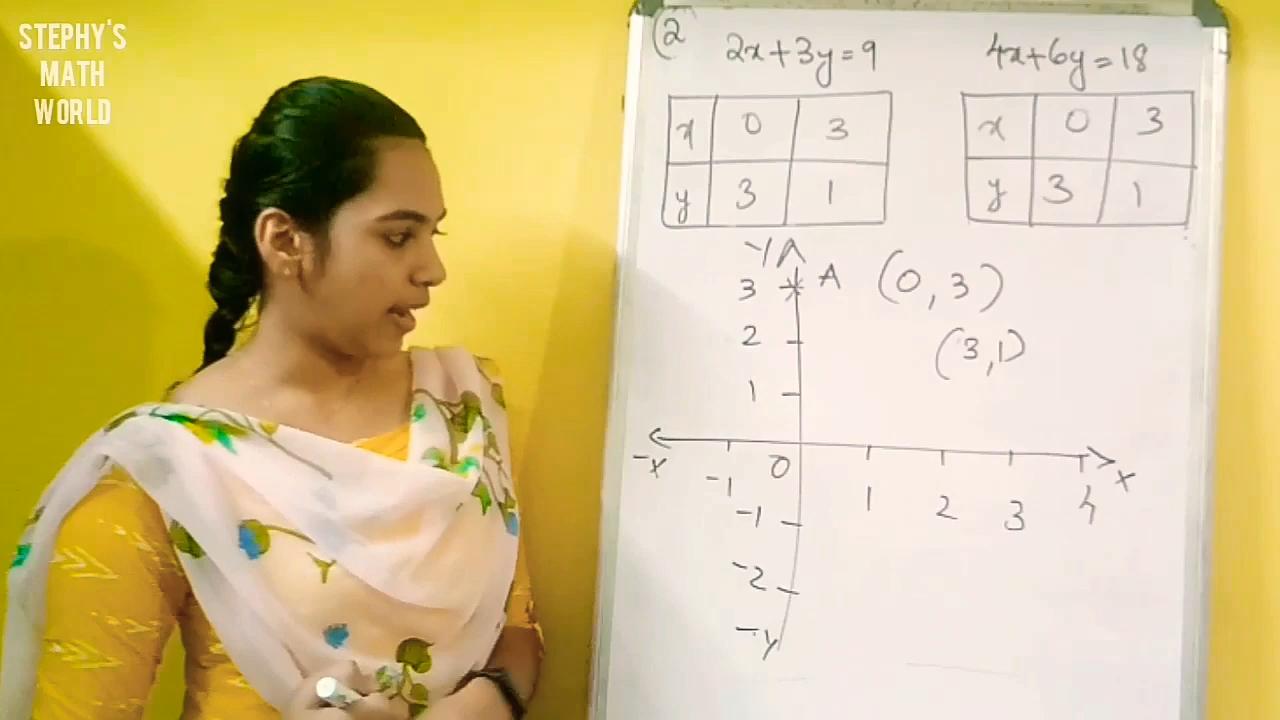 STEPHY'S
MATH
WORLD
(2
2x+3y=9
4x+6y=18
x 0 3
y 3 1
x 0 3
y 3 1
Y
3 A (0,3)
2 (3,1)
1
-x -1 0 1 2 3 4 x
-1
-2
-y